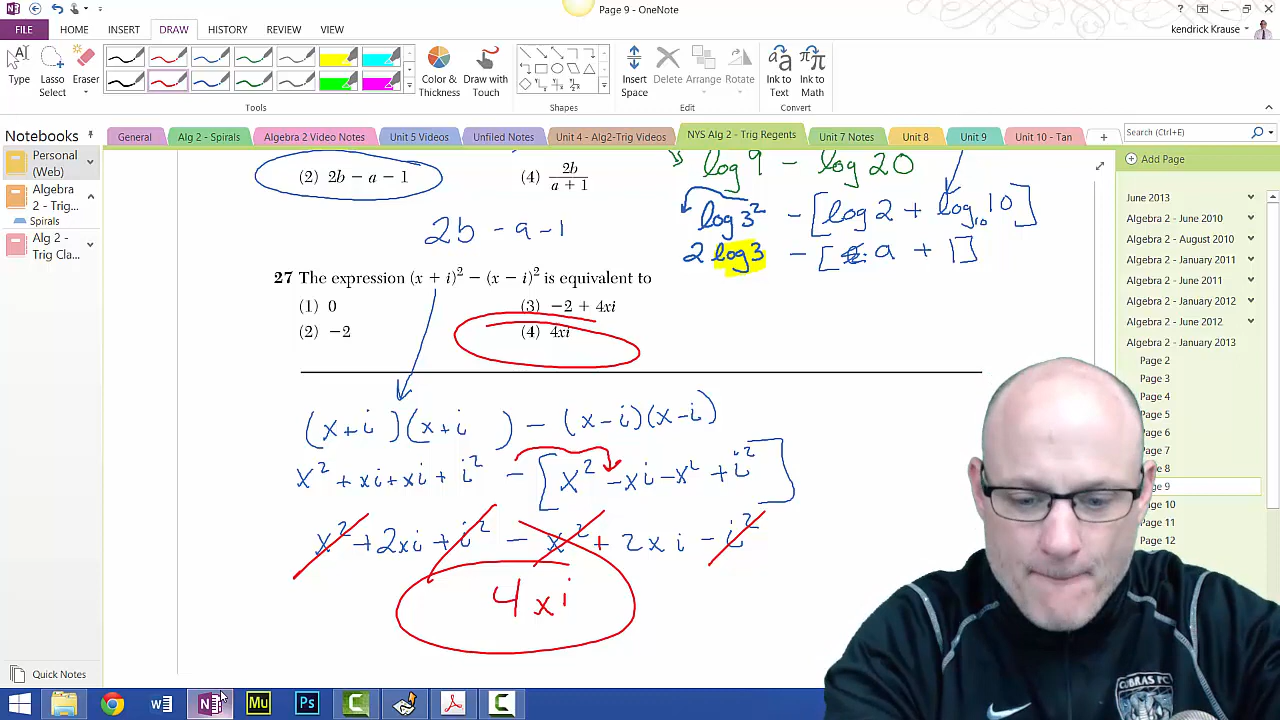 Page 9 - OneNote
FILE HOME INSERT DRAW HISTORY REVIEW VIEW
kendrick Krause
Type Lasso Select Eraser Color & Thickness Draw with Touch Insert Space Delete Arrange Rotate Ink to Text Ink to Math
Tools Shapes Edit Convert
Notebooks
General Alg 2 - Spirals Algebra 2 Video Notes Unit 5 Videos Unfiled Notes Unit 4 - Alg2-Trig Videos NYS Alg 2 - Trig Regents Unit 7 Notes Unit 8 Unit 9 Unit 10 - Tan
Search (Ctrl+E)
Personal (Web)
Algebra 2 - Trig...
Spirals
Alg 2 - Trig Cla...
Quick Notes
log 9 - log 20
(2) 2b − a − 1
(4) 2b / a + 1
log 3² - [log 2 + log₁₀ 10]
2b - a - 1
2 log 3 - [ a + 1]
27 The expression (x + i)² − (x − i)² is equivalent to
(1) 0
(3) −2 + 4xi
(2) −2
(4) 4xi
(x+i)(x+i) - (x-i)(x-i)
x² + xi + xi + i² - [x² - xi - xi + i²]
x² + 2xi + i² - x² + 2xi - i²
4xi
Add Page
June 2013
Algebra 2 - June 2010
Algebra 2 - August 2010
Algebra 2 - January 2011
Algebra 2 - June 2011
Algebra 2 - January 2012
Algebra 2 - June 2012
Algebra 2 - January 2013
Page 2
Page 3
Page 4
Page 5
Page 6
Page 7
Page 8
e 9
Page 10
Page 11
Page 12
COBRAS FC
W N Mu Ps C C